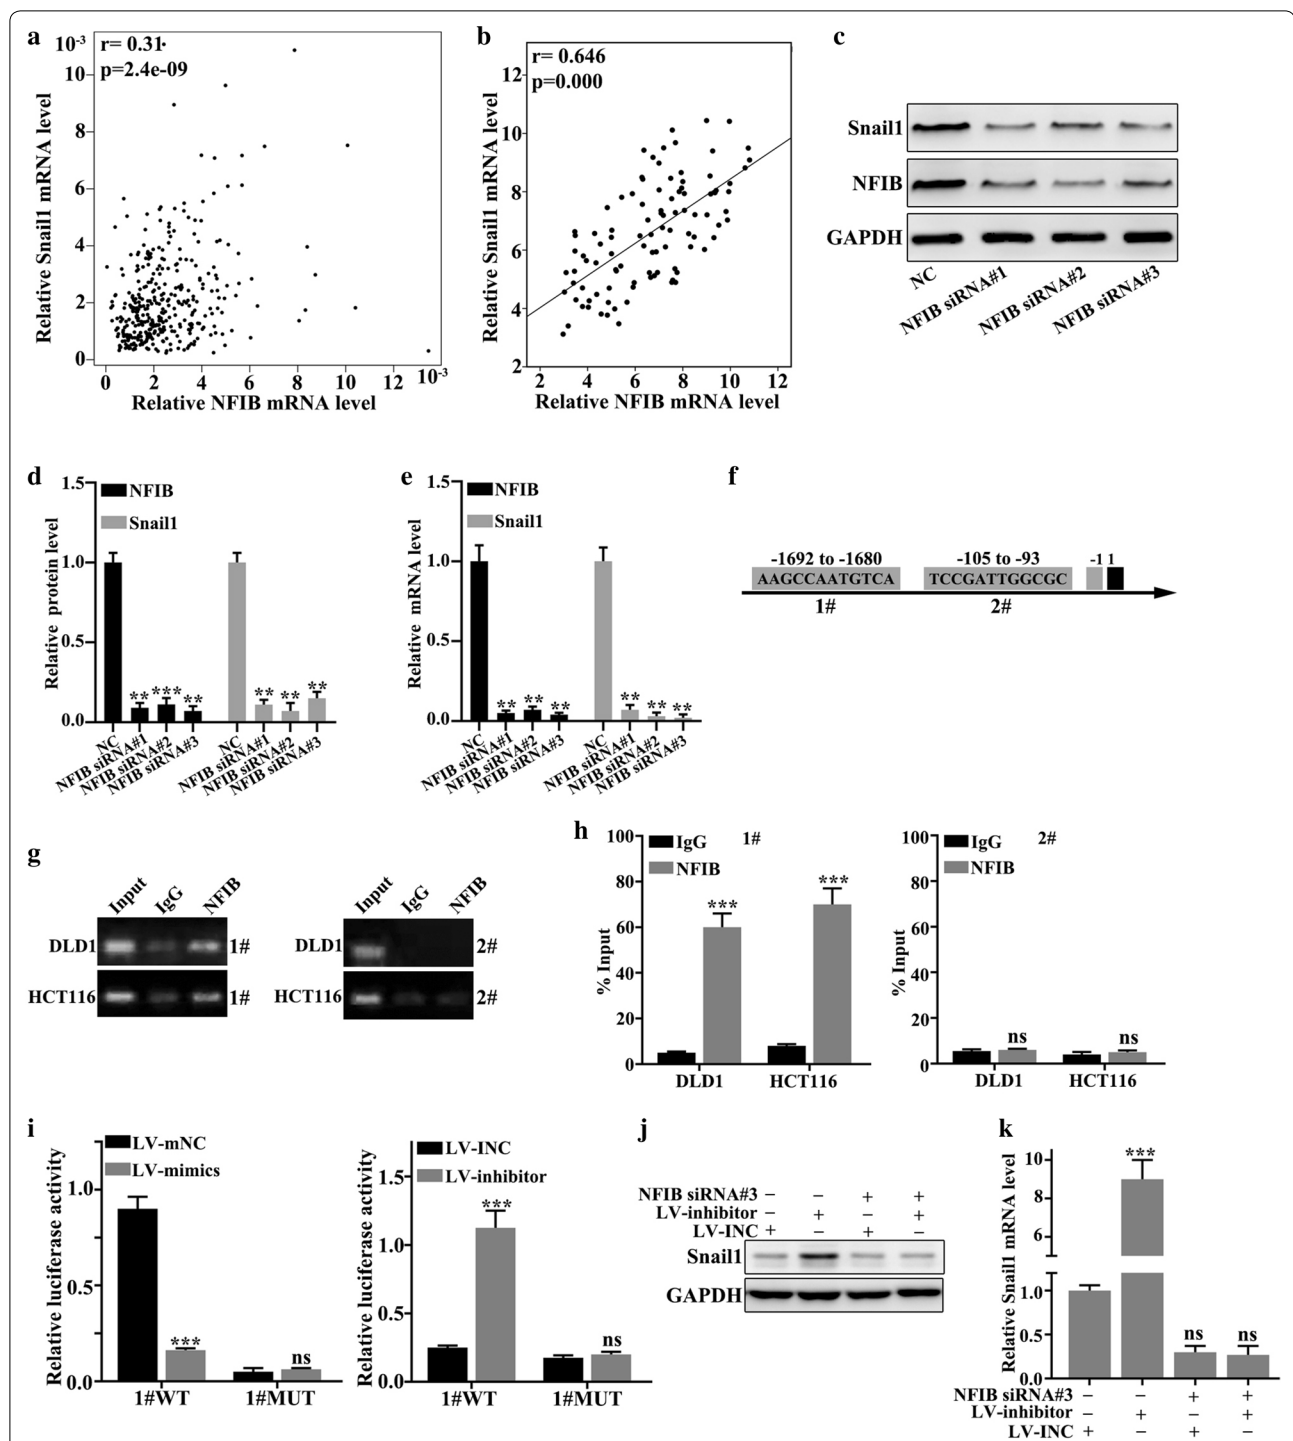 a
10-3
r= 0.31
p=2.4e-09
10
8
6
4
2
0
Relative Snail1 mRNA level
0 2 4 6 8 10 12 10-3
Relative NFIB mRNA level
b
r= 0.646
p=0.000
12
10
8
6
4
2
Relative Snail1 mRNA level
2 4 6 8 10 12
Relative NFIB mRNA level
c
Snail1
NFIB
GAPDH
NC
NFIB siRNA#1
NFIB siRNA#2
NFIB siRNA#3
d
NFIB
Snail1
1.5
1.0
0.5
0.0
Relative protein level
** *** ** ** ** **
NC
NFIB siRNA#1
NFIB siRNA#2
NFIB siRNA#3
NC
NFIB siRNA#1
NFIB siRNA#2
NFIB siRNA#3
e
NFIB
Snail1
1.5
1.0
0.5
0.0
Relative mRNA level
** ** ** ** ** **
NC
NFIB siRNA#1
NFIB siRNA#2
NFIB siRNA#3
NC
NFIB siRNA#1
NFIB siRNA#2
NFIB siRNA#3
f
-1692 to -1680 -105 to -93 -1 1
AAGCCAATGTCA TCCGATTGGCGC
1# 2#
g
Input IgG NFIB
DLD1 1#
HCT116 1#
Input IgG NFIB
DLD1 2#
HCT116 2#
h
IgG 1#
NFIB
100
80
60
40
20
0
% Input
*** ***
DLD1 HCT116
IgG 2#
NFIB
100
80
60
40
20
0
% Input
ns ns
DLD1 HCT116
i
LV-mNC
LV-mimics
1.0
0.5
0.0
Relative luciferase activity
*** ns
1#WT 1#MUT
LV-INC
LV-inhibitor
1.5
1.0
0.5
0.0
Relative luciferase activity
*** ns
1#WT 1#MUT
j
NFIB siRNA#3 − − + +
LV-inhibitor − + − +
LV-INC + − + −
Snail1
GAPDH
k
10
8
6
1.0
0.5
0.0
Relative Snail1 mRNA level
*** ns ns
NFIB siRNA#3 − − + +
LV-inhibitor − + − +
LV-INC + − + −